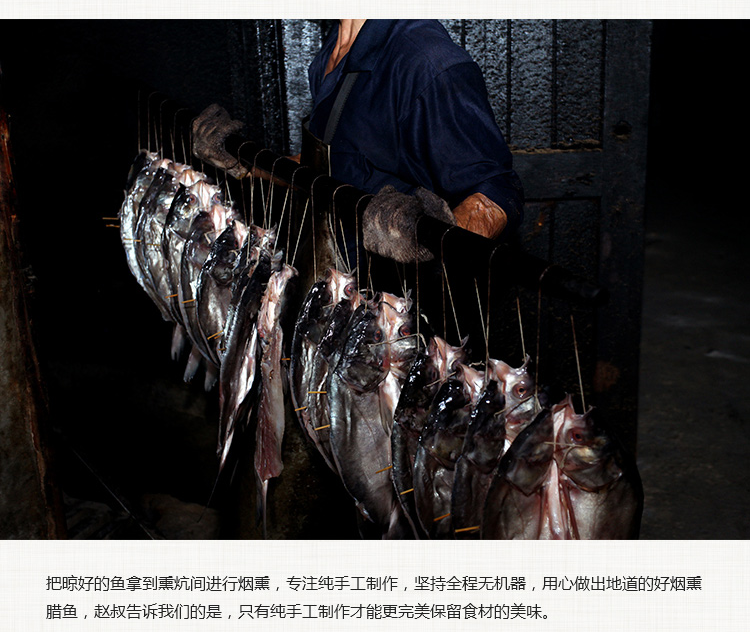 把晾好的鱼拿到熏炕间进行烟熏，专注纯手工制作，坚持全程无机器，用心做出地道的好烟熏
腊鱼，赵叔告诉我们的是，只有纯手工制作才能更完美保留食材的美味。